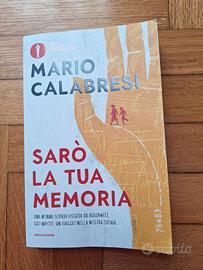 MARIO
CALABRESI
SARÒ
LA TUA
MEMORIA
UNA NONNA SOPRAVVISSUTA AD AUSCHWITZ,
SUO NIPOTE: UN VIAGGIO NELLA NOSTRA STORIA.
76483
subito